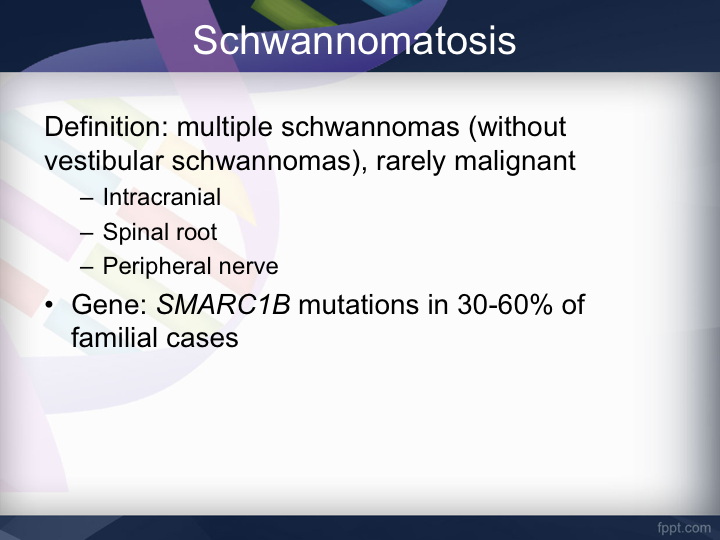 Schwannomatosis
Definition: multiple schwannomas (without
vestibular schwannomas), rarely malignant
– Intracranial
– Spinal root
– Peripheral nerve
• Gene: SMARC1B mutations in 30-60% of
familial cases
fppt.com